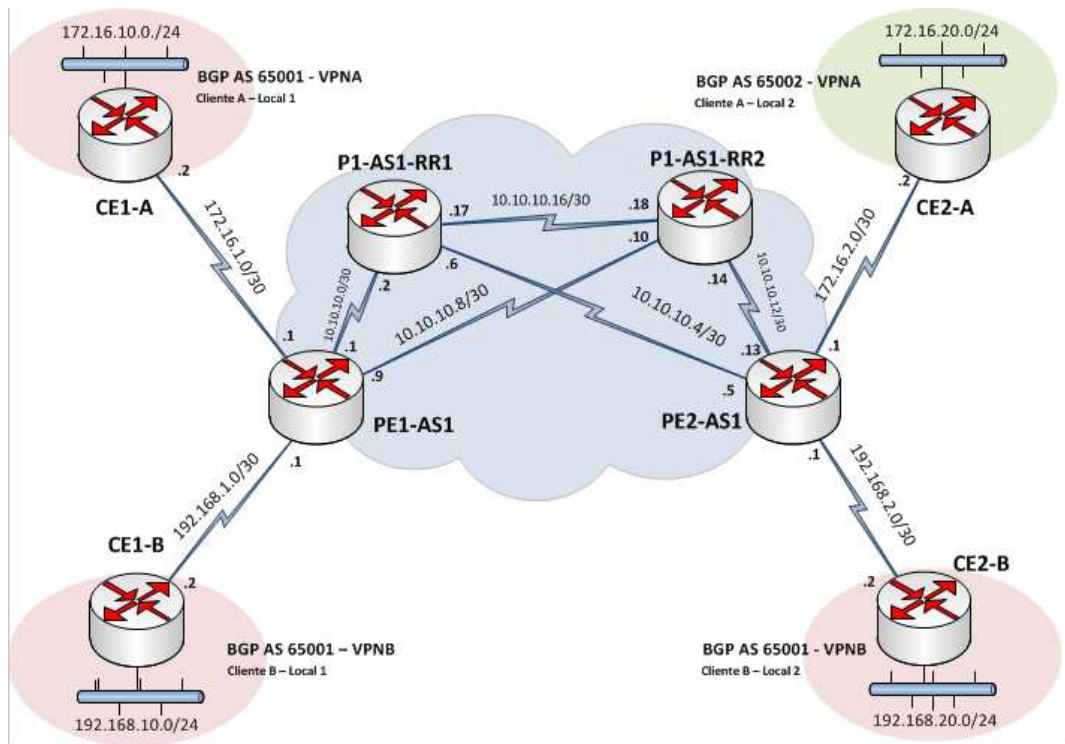 172.16.10.0./24
BGP AS 65001 - VPNA
Cliente A – Local 1
.2
CE1-A
172.16.1.0/30
.1
172.16.20.0/24
BGP AS 65002 - VPNA
Cliente A – Local 2
.2
CE2-A
172.16.2.0/30
.1
P1-AS1-RR1
.17
.6
.2
10.10.10.16/30
P1-AS1-RR2
.18
.10
.14
10.10.10.0/30
10.10.10.8/30
10.10.10.4/30
10.10.10.12/30
.1
.9
PE1-AS1
.1
.13
.5
PE2-AS1
.1
192.168.1.0/30
CE1-B
.2
BGP AS 65001 – VPNB
Cliente B – Local 1
192.168.10.0/24
192.168.2.0/30
CE2-B
.2
BGP AS 65001 - VPNB
Cliente B – Local 2
192.168.20.0/24